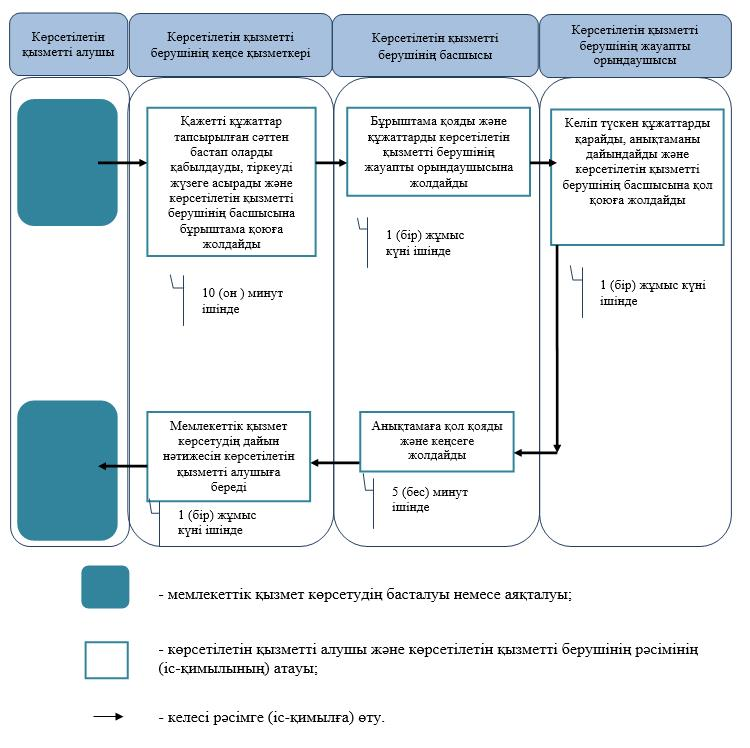 Көрсетілетін
қызметті алушы
Көрсетілетін қызметті
берушінің кеңсе қызметкері
Көрсетілетін қызметті
берушінің басшысы
Көрсетілетін қызметті
берушінің жауапты
орындаушысы
Қажетті құжаттар
тапсырылған сәттен
бастап оларды
қабылдауды, тіркеуді
жүзеге асырады және
көрсетілетін қызметті
берушінің басшысына
бұрыштама қоюға
жолдайды
Бұрыштама қояды және
құжаттарды көрсетілетін
қызметті берушінің
жауапты орындаушысына
жолдайды
Келіп түскен құжаттарды
қарайды, анықтаманы
дайындайды және
көрсетілетін қызметті
берушінің басшысына қол
қоюға жолдайды
10 (он ) минут
ішінде
1 (бір) жұмыс
күні ішінде
1 (бір) жұмыс күні
ішінде
Мемлекеттік қызмет
көрсетудің дайын
нәтижесін көрсетілетін
қызметті алушыға
береді
Анықтамаға қол қояды
және кеңсеге
жолдайды
1 (бір) жұмыс
күні ішінде
5 (бес) минут
ішінде
- мемлекеттік қызмет көрсетудің басталуы немесе аяқталуы;
- көрсетілетін қызметті алушы және көрсетілетін қызметті берушінің рәсімінің
(іс-қимылының) атауы;
- келесі рәсімге (іс-қимылға) өту.